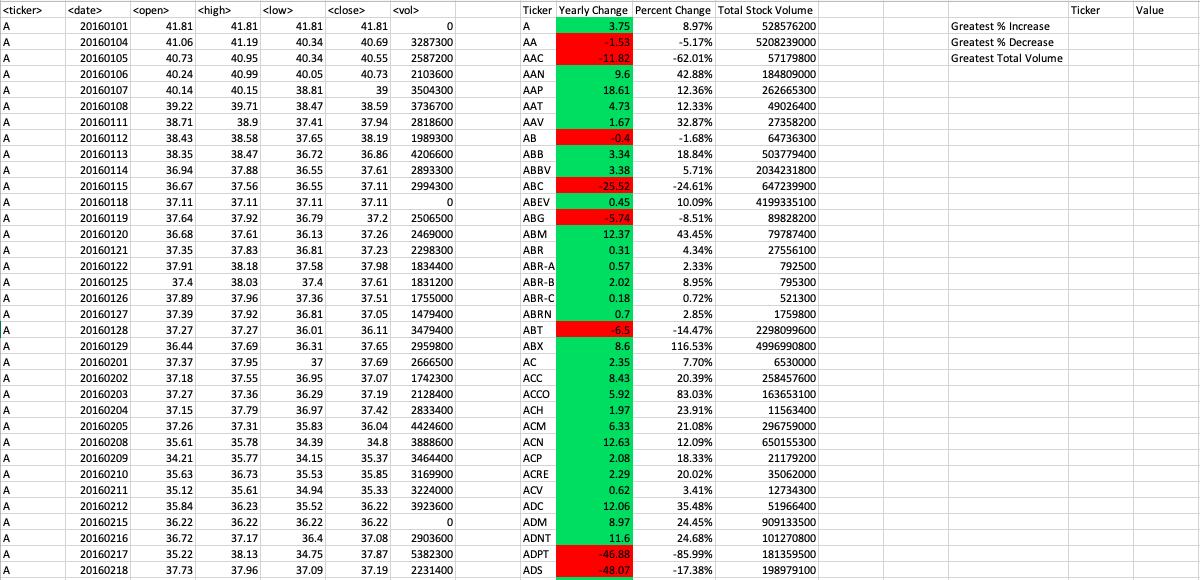 <ticker> <date> <open> <high> <low> <close> <vol> Ticker Yearly Change Percent Change Total Stock Volume Ticker Value
A 20160101 41.81 41.81 41.81 41.81 0 A 3.75 8.97% 528576200 Greatest % Increase
A 20160104 41.06 41.19 40.34 40.69 3287300 AA -1.53 -5.17% 5208239000 Greatest % Decrease
A 20160105 40.73 40.95 40.34 40.55 2587200 AAC -11.82 -62.01% 57179800 Greatest Total Volume
A 20160106 40.24 40.99 40.05 40.73 2103600 AAN 9.6 42.88% 184809000
A 20160107 40.14 40.15 38.81 39 3504300 AAP 18.61 12.36% 262665300
A 20160108 39.22 39.71 38.47 38.59 3736700 AAT 4.73 12.33% 49026400
A 20160111 38.71 38.9 37.41 37.94 2818600 AAV 1.67 32.87% 27358200
A 20160112 38.43 38.58 37.65 38.19 1989300 AB -0.4 -1.68% 64736300
A 20160113 38.35 38.47 36.72 36.86 4206600 ABB 3.34 18.84% 503779400
A 20160114 36.94 37.88 36.55 37.61 2893300 ABBV 3.38 5.71% 2034231800
A 20160115 36.67 37.56 36.55 37.11 2994300 ABC -25.52 -24.61% 647239900
A 20160118 37.11 37.11 37.11 37.11 0 ABEV 0.45 10.09% 4199335100
A 20160119 37.64 37.92 36.79 37.2 2506500 ABG -5.74 -8.51% 89828200
A 20160120 36.68 37.61 36.13 37.26 2469000 ABM 12.37 43.45% 79787400
A 20160121 37.35 37.83 36.81 37.23 2298300 ABR 0.31 4.34% 27556100
A 20160122 37.91 38.18 37.58 37.98 1834400 ABR-A 0.57 2.33% 792500
A 20160125 37.4 38.03 37.4 37.61 1831200 ABR-B 2.02 8.95% 795300
A 20160126 37.89 37.96 37.36 37.51 1755000 ABR-C 0.18 0.72% 521300
A 20160127 37.39 37.92 36.81 37.05 1479400 ABRN 0.7 2.85% 1759800
A 20160128 37.27 37.27 36.01 36.11 3479400 ABT -6.5 -14.47% 2298099600
A 20160129 36.44 37.69 36.31 37.65 2959800 ABX 8.6 116.53% 4996990800
A 20160201 37.37 37.95 37 37.69 2666500 AC 2.35 7.70% 6530000
A 20160202 37.18 37.55 36.95 37.07 1742300 ACC 8.43 20.39% 258457600
A 20160203 37.27 37.36 36.29 37.19 2128400 ACCO 5.92 83.03% 163653100
A 20160204 37.15 37.79 36.97 37.42 2833400 ACH 1.97 23.91% 11563400
A 20160205 37.26 37.31 35.83 36.04 4424600 ACM 6.33 21.08% 296759000
A 20160208 35.61 35.78 34.39 34.8 3888600 ACN 12.63 12.09% 650155300
A 20160209 34.21 35.77 34.15 35.37 3464400 ACP 2.08 18.33% 21179200
A 20160210 35.63 36.73 35.53 35.85 3169900 ACRE 2.29 20.02% 35062000
A 20160211 35.12 35.61 34.94 35.33 3224000 ACV 0.62 3.41% 12734300
A 20160212 35.84 36.23 35.52 36.22 3923600 ADC 12.06 35.48% 51966400
A 20160215 36.22 36.22 36.22 36.22 0 ADM 8.97 24.45% 909133500
A 20160216 36.72 37.17 36.4 37.08 2903600 ADNT 11.6 24.68% 101270800
A 20160217 35.22 38.13 34.75 37.87 5382300 ADPT -46.88 -85.99% 181359500
A 20160218 37.73 37.96 37.09 37.19 2231400 ADS -48.07 -17.38% 198979100